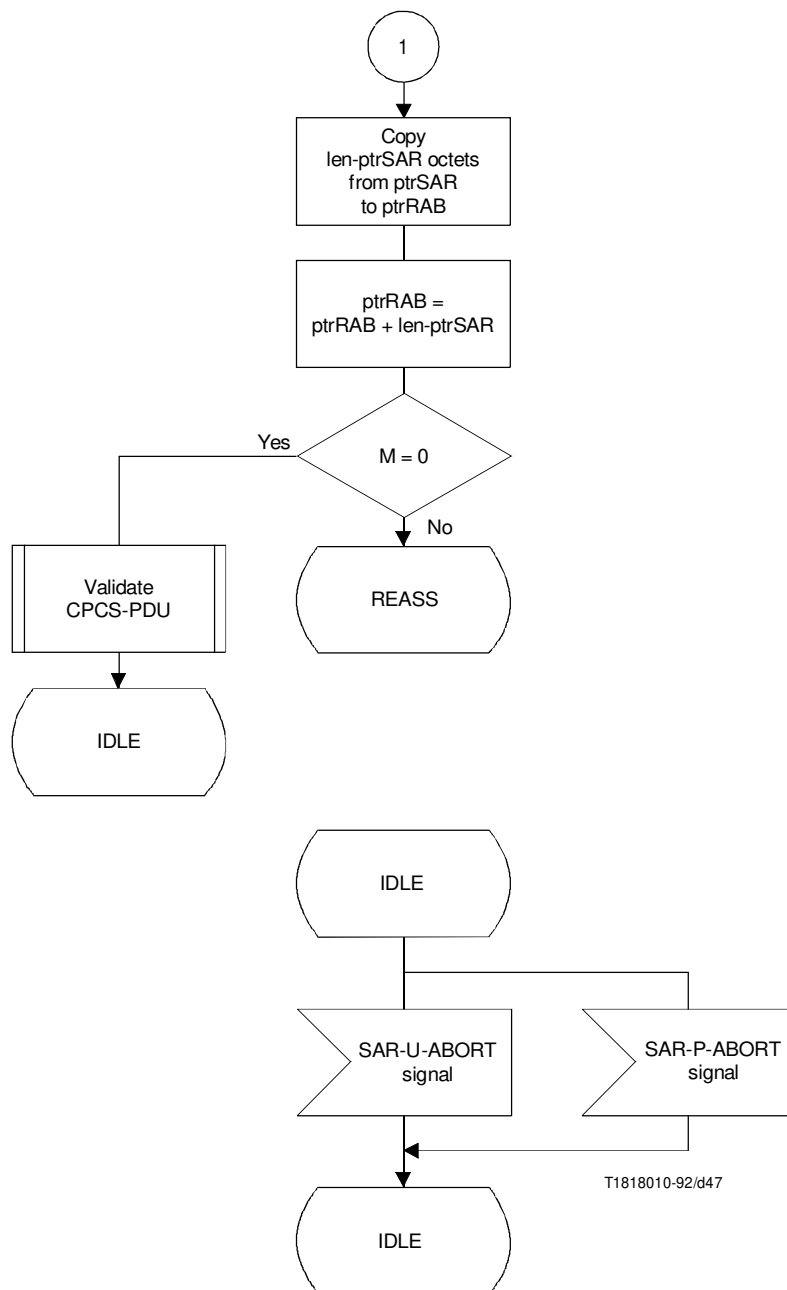 1
Copy
len-ptrSAR octets
from ptrSAR
to ptrRAB
ptrRAB =
ptrRAB + len-ptrSAR
Yes
M = 0
No
Validate
CPCS-PDU
REASS
IDLE
IDLE
SAR-U-ABORT
signal
SAR-P-ABORT
signal
T1818010-92/d47
IDLE